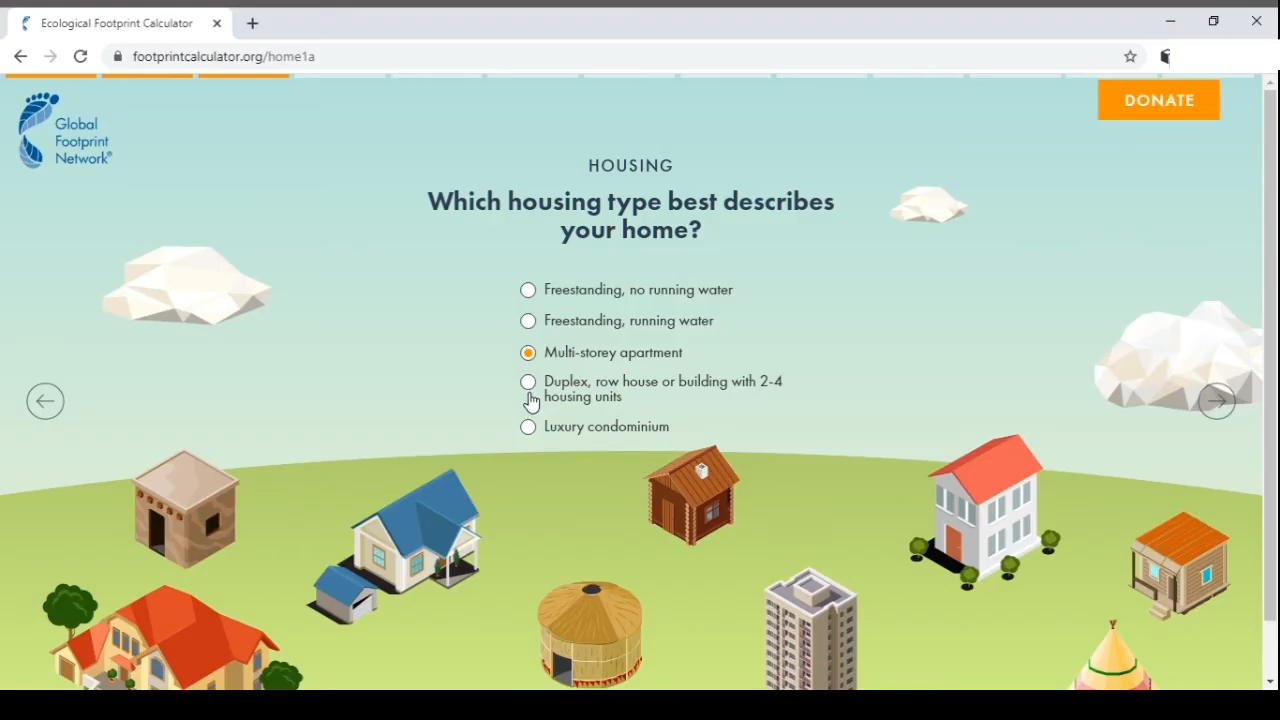 Ecological Footprint Calculator
footprintcalculator.org/home1a
DONATE
Global
Footprint
Network®
HOUSING
Which housing type best describes
your home?
Freestanding, no running water
Freestanding, running water
Multi-storey apartment
Duplex, row house or building with 2-4
housing units
Luxury condominium